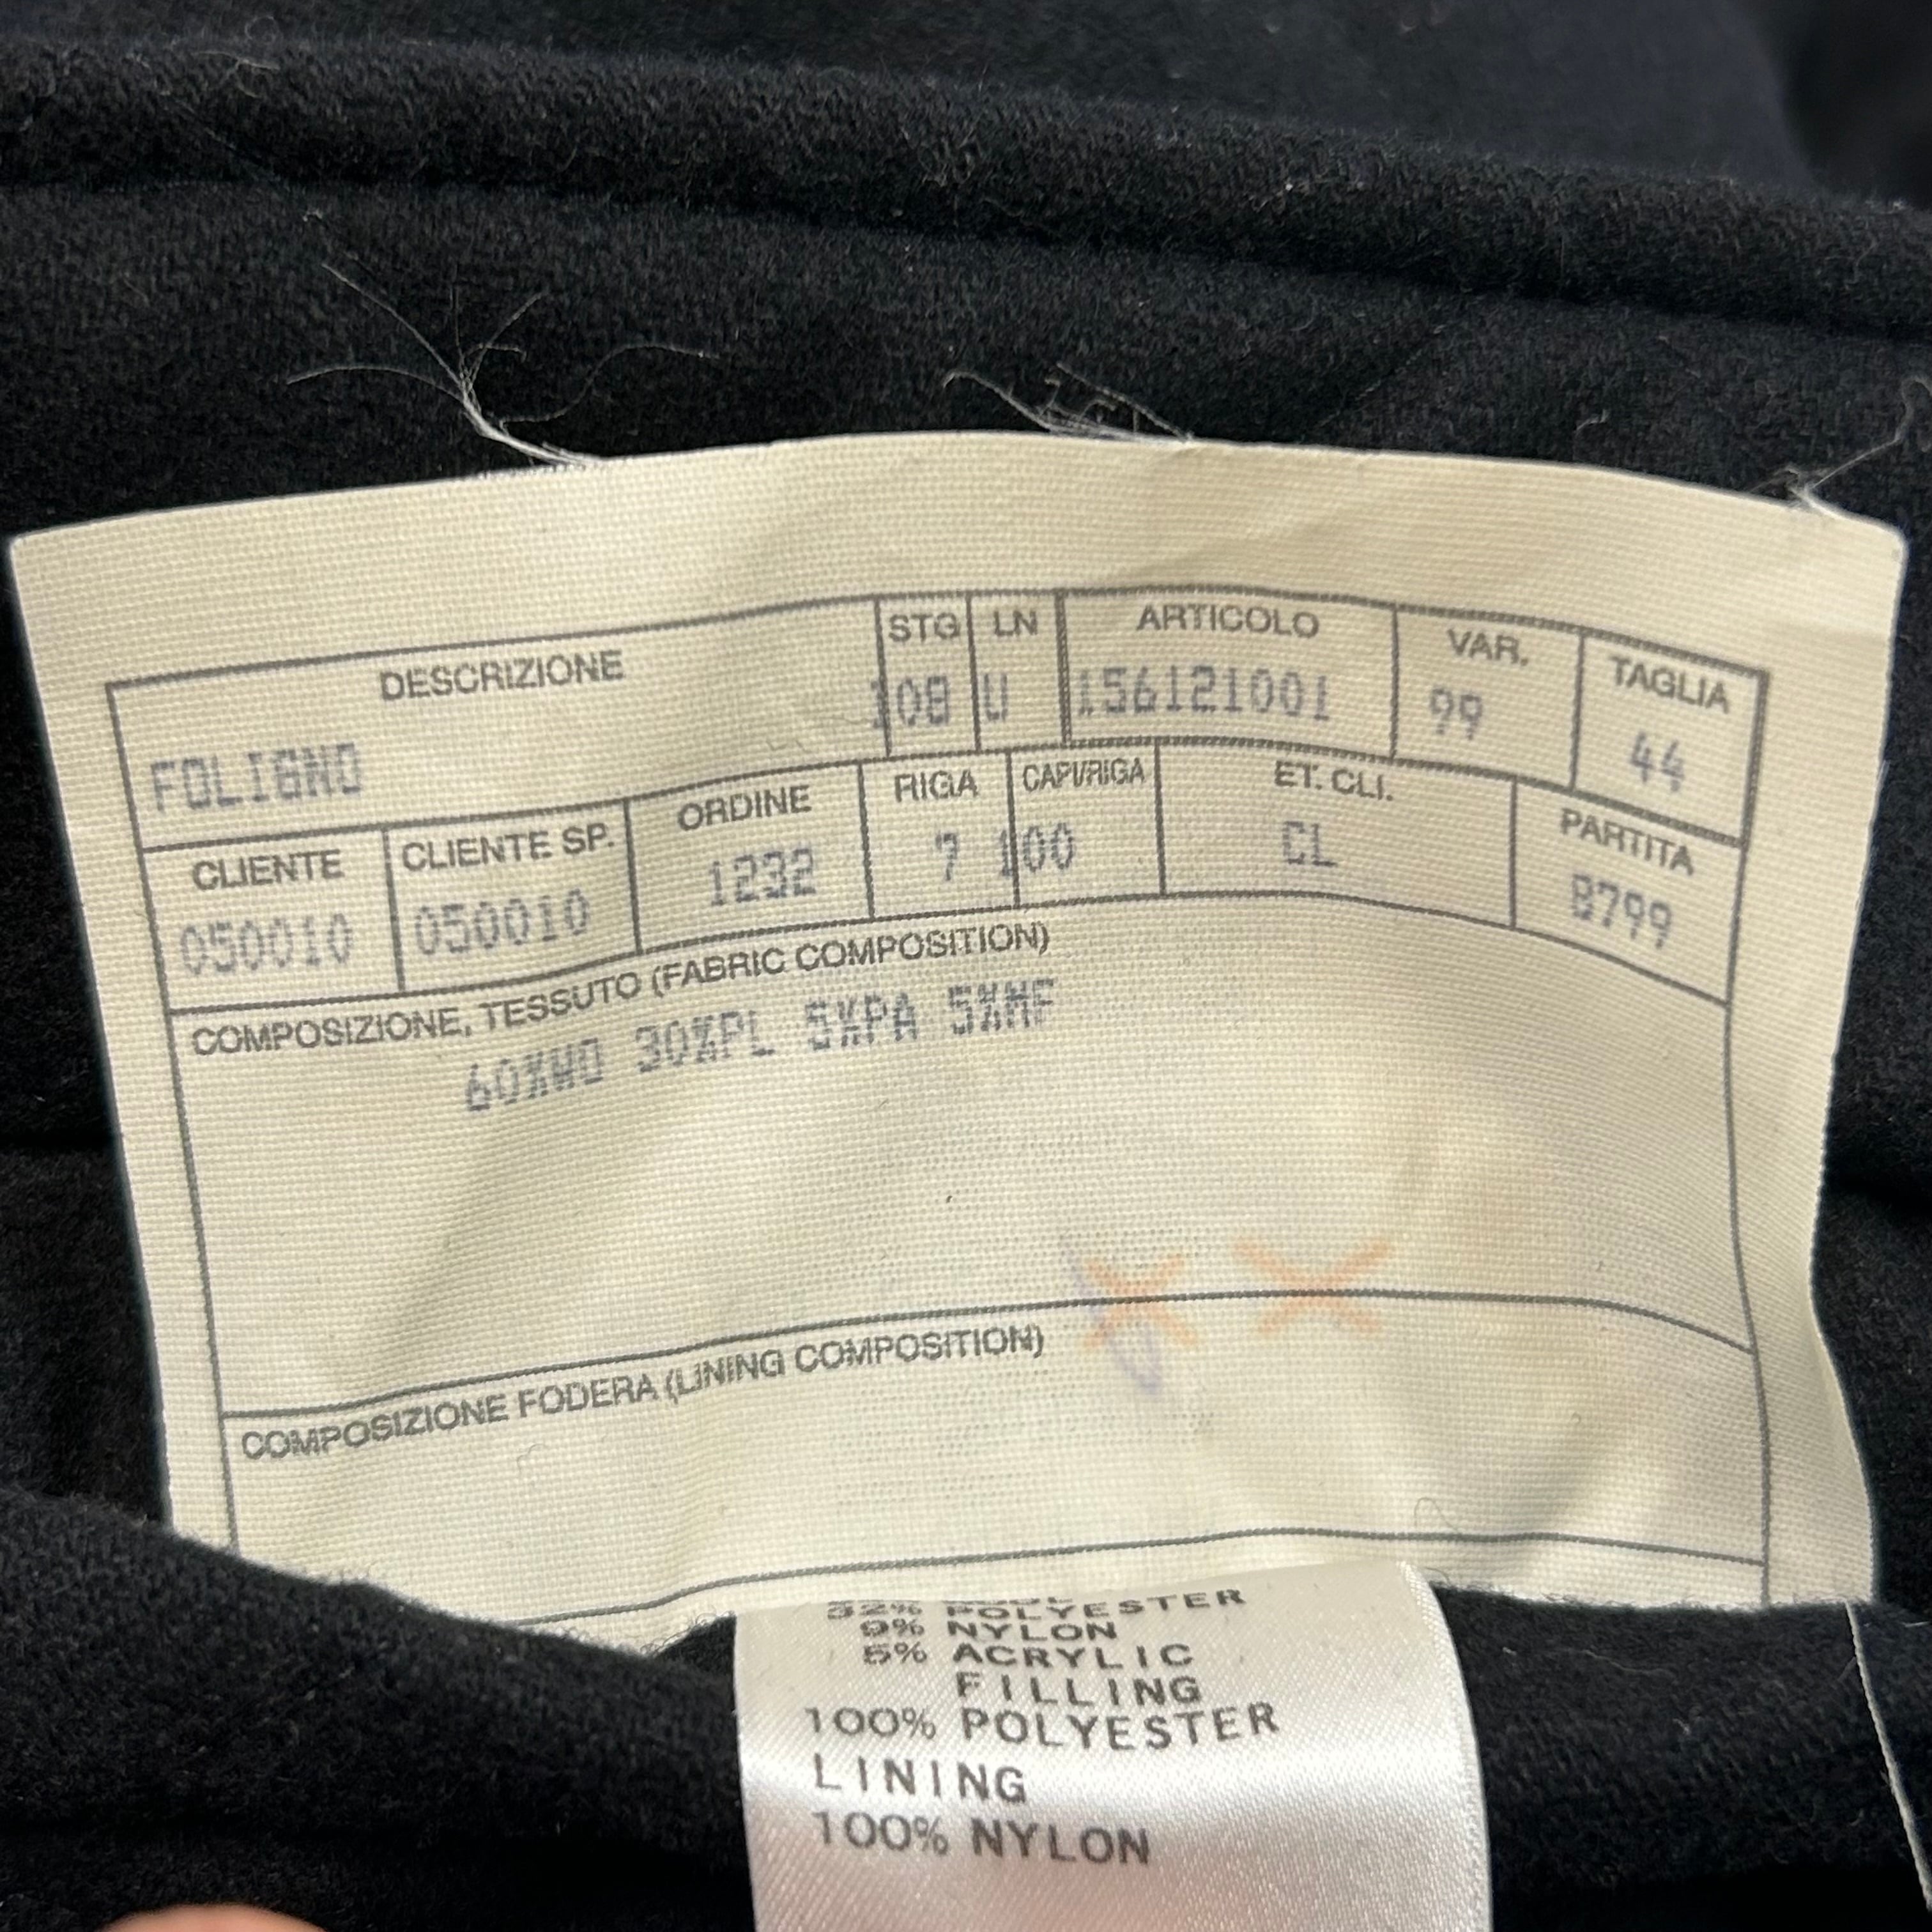 DESCRIZIONE STG LN ARTICOLO VAR. TAGLIA
FOLIGNO 108 U 156121001 99 44
CLIENTE CLIENTE SP. ORDINE RIGA CAPI/RIGA ET. CLI. PARTITA
050010 050010 1232 7 100 CL 8799
COMPOSIZIONE, TESSUTO (FABRIC COMPOSITION)
60%WO 30%PL 5%PA 5%MF
COMPOSIZIONE FODERA (LINING COMPOSITION)
32% POLYESTER
9% NYLON
5% ACRYLIC
FILLING
100% POLYESTER
LINING
100% NYLON